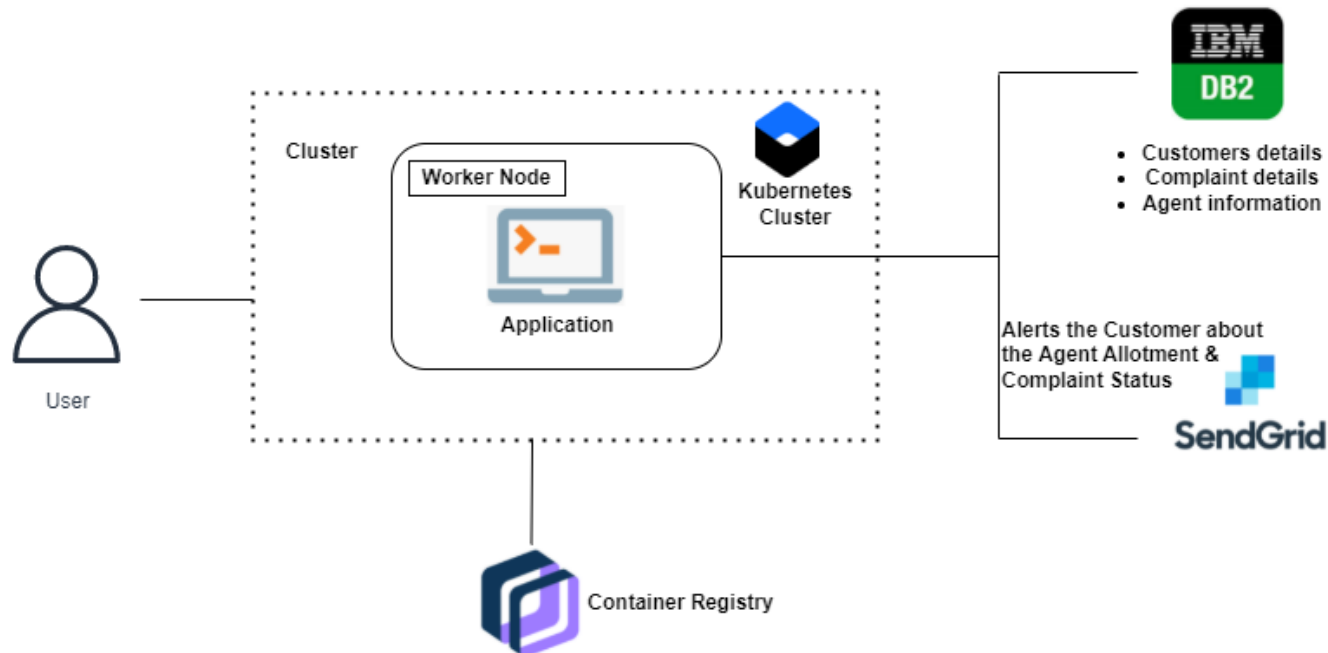 IBM
DB2
Cluster
Worker Node
Kubernetes
Cluster
Customers details
Complaint details
Agent information
Application
User
Alerts the Customer about
the Agent Allotment &
Complaint Status
SendGrid
Container Registry